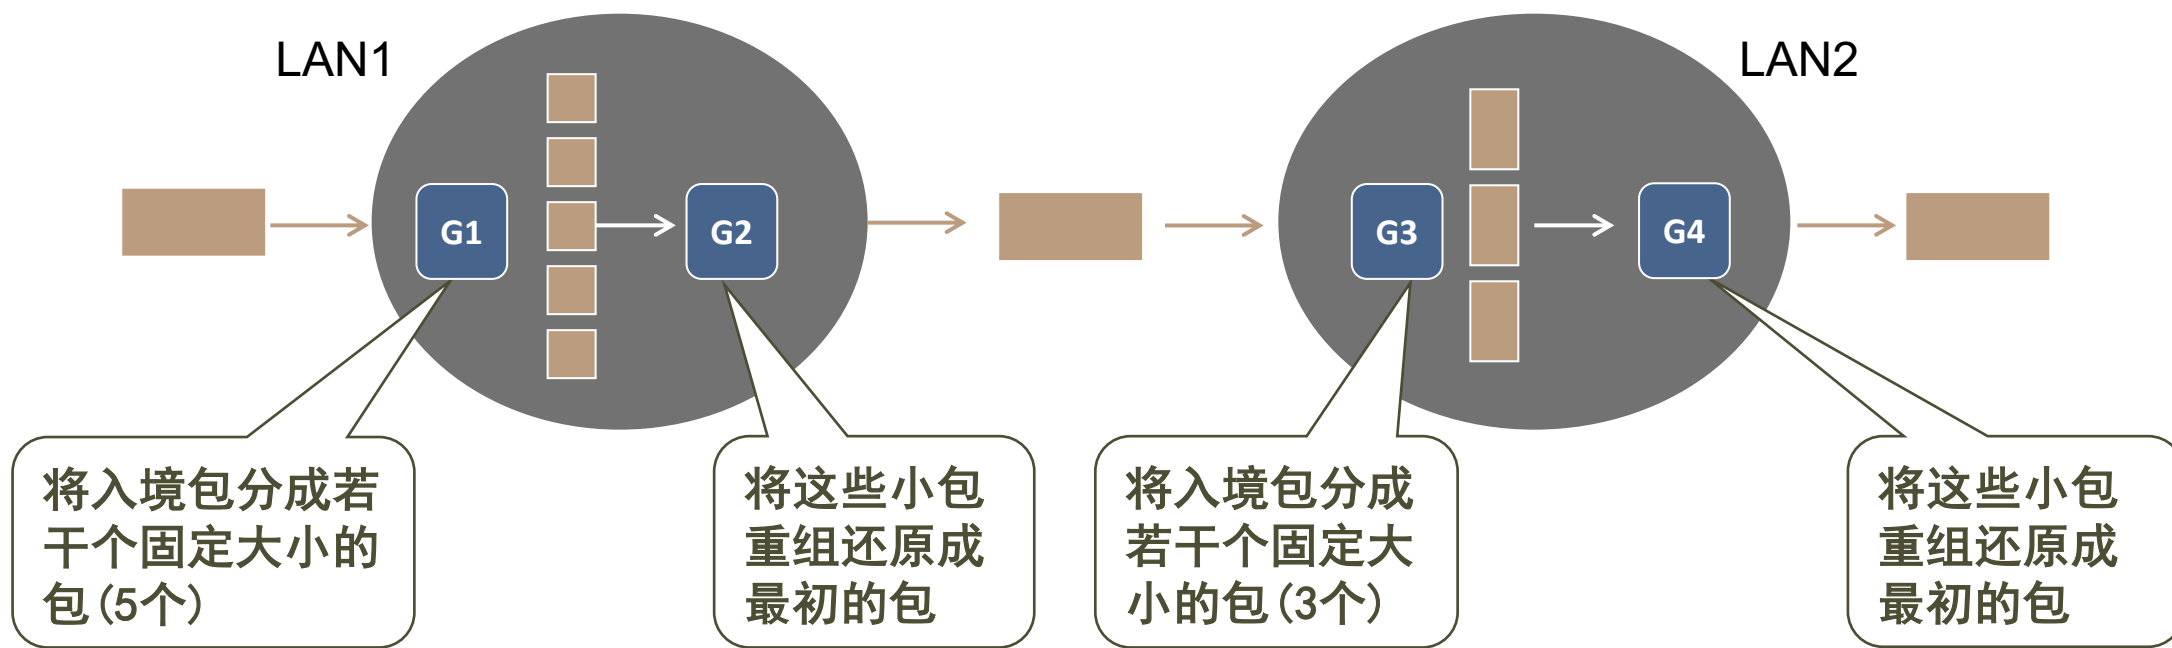 LAN1
LAN2
G1
G2
G3
G4
将入境包分成若
干个固定大小的
包(5个)
将这些小包
重组还原成
最初的包
将入境包分成
若干个固定大
小的包(3个)
将这些小包
重组还原成
最初的包